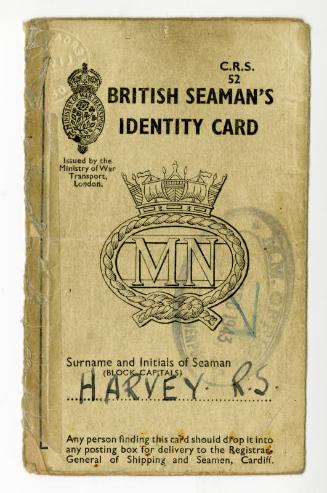 C.R.S.
52
BRITISH SEAMAN'S
IDENTITY CARD
Issued by the
Ministry of War
Transport,
London.
MN
Surname and Initials of Seaman
(BLOCK CAPITALS)
HARVEY. R.S.
Any person finding this card should drop it into
any posting box for delivery to the Registrar
General of Shipping and Seamen, Cardiff.